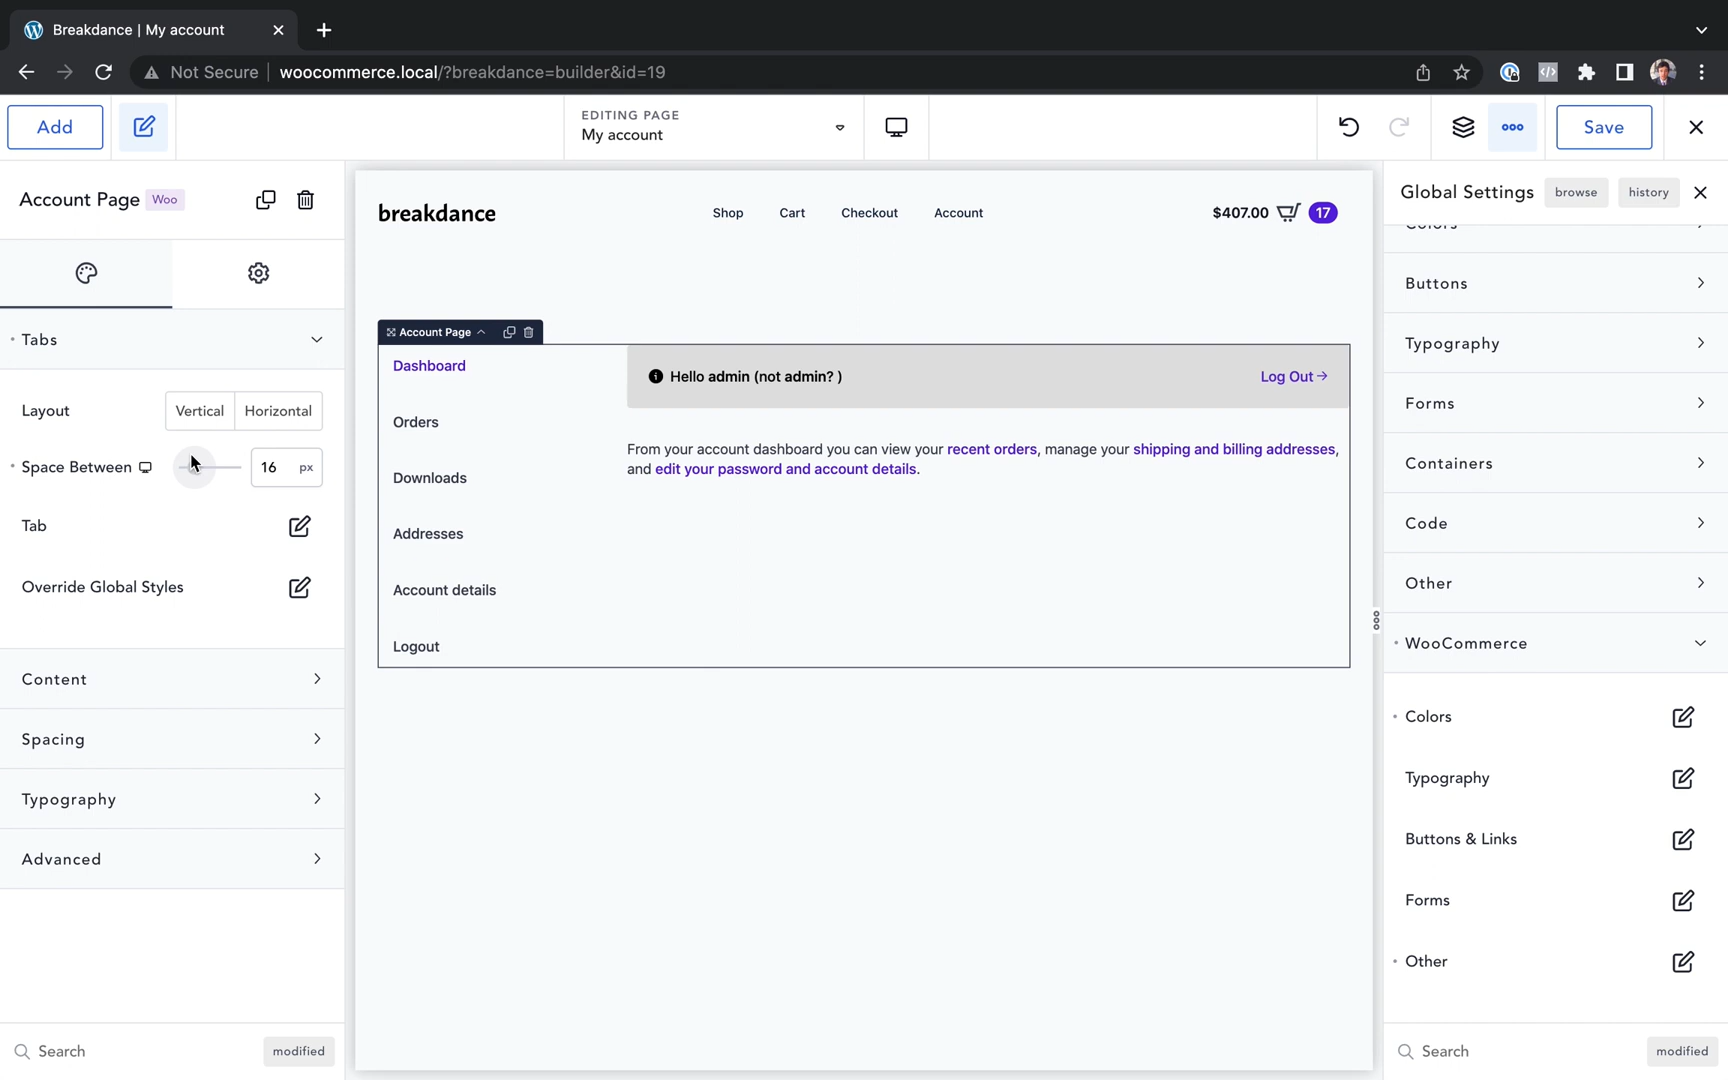 Breakdance | My account
Not Secure
woocommerce.local/?breakdance=builder&id=19
Add
EDITING PAGE
My account
Save
Account Page
Woo
Tabs
Layout
Vertical
Horizontal
Space Between
16
px
Tab
Override Global Styles
Content
Spacing
Typography
Advanced
Search
modified
breakdance
Shop
Cart
Checkout
Account
$407.00
17
Account Page
Dashboard
Orders
Downloads
Addresses
Account details
Logout
Hello admin (not admin? )
Log Out
From your account dashboard you can view your recent orders, manage your shipping and billing addresses,
and edit your password and account details.
Global Settings
browse
history
Colors
Buttons
Typography
Forms
Containers
Code
Other
WooCommerce
Colors
Typography
Buttons & Links
Forms
Other
Search
modified